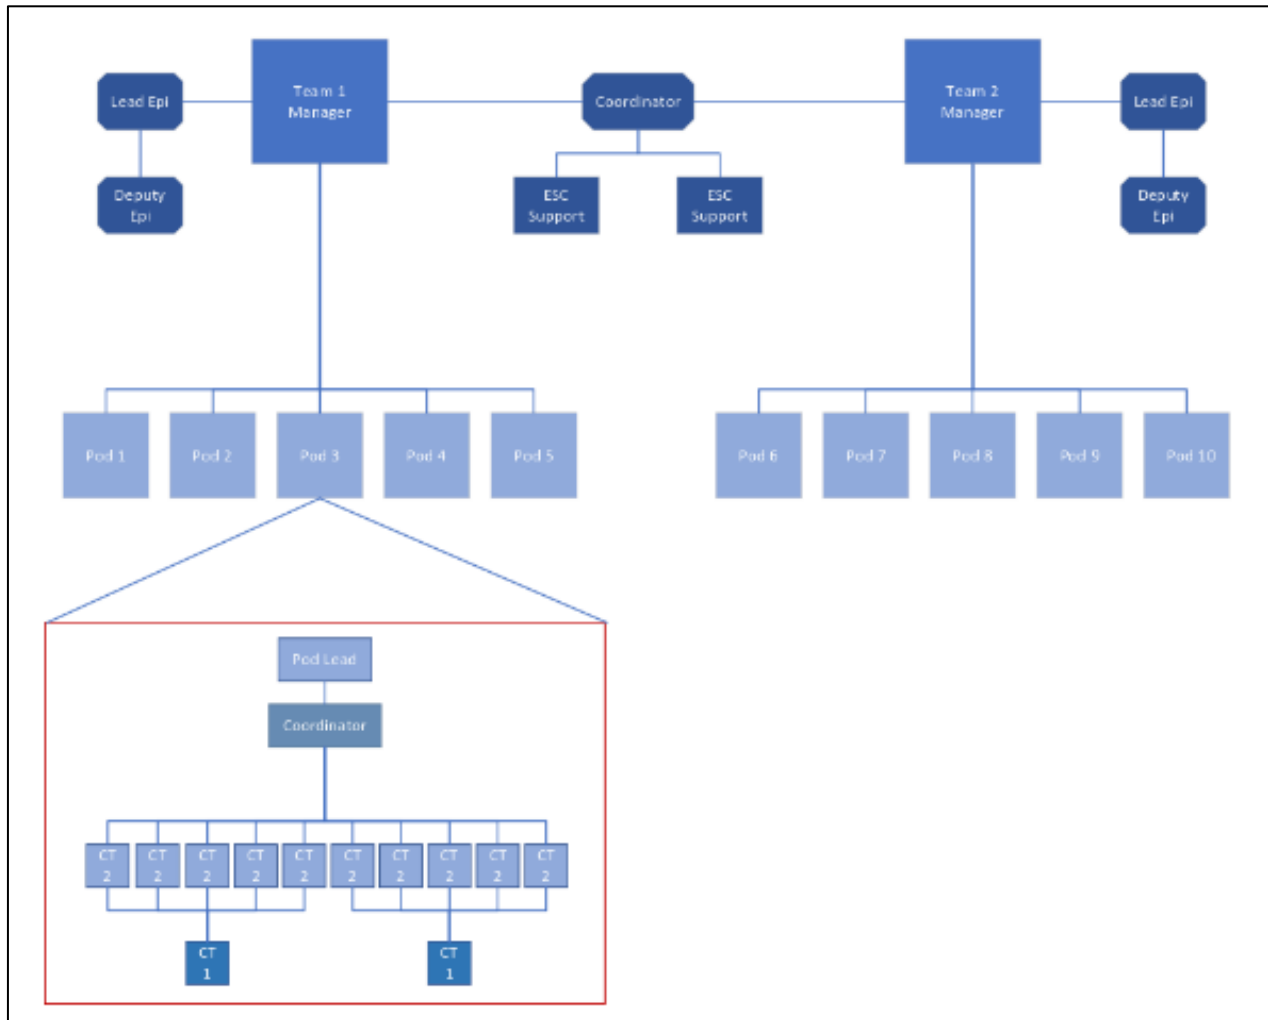 Lead Epi
Team 1
Manager
Coordinator
Team 2
Manager
Lead Epi
Deputy
Epi
ESC
Support
ESC
Support
Deputy
Epi
Pod 1
Pod 2
Pod 3
Pod 4
Pod 5
Pod 6
Pod 7
Pod 8
Pod 9
Pod 10
Pod Lead
Coordinator
CT
2
CT
2
CT
2
CT
2
CT
2
CT
2
CT
2
CT
2
CT
2
CT
2
CT
1
CT
1